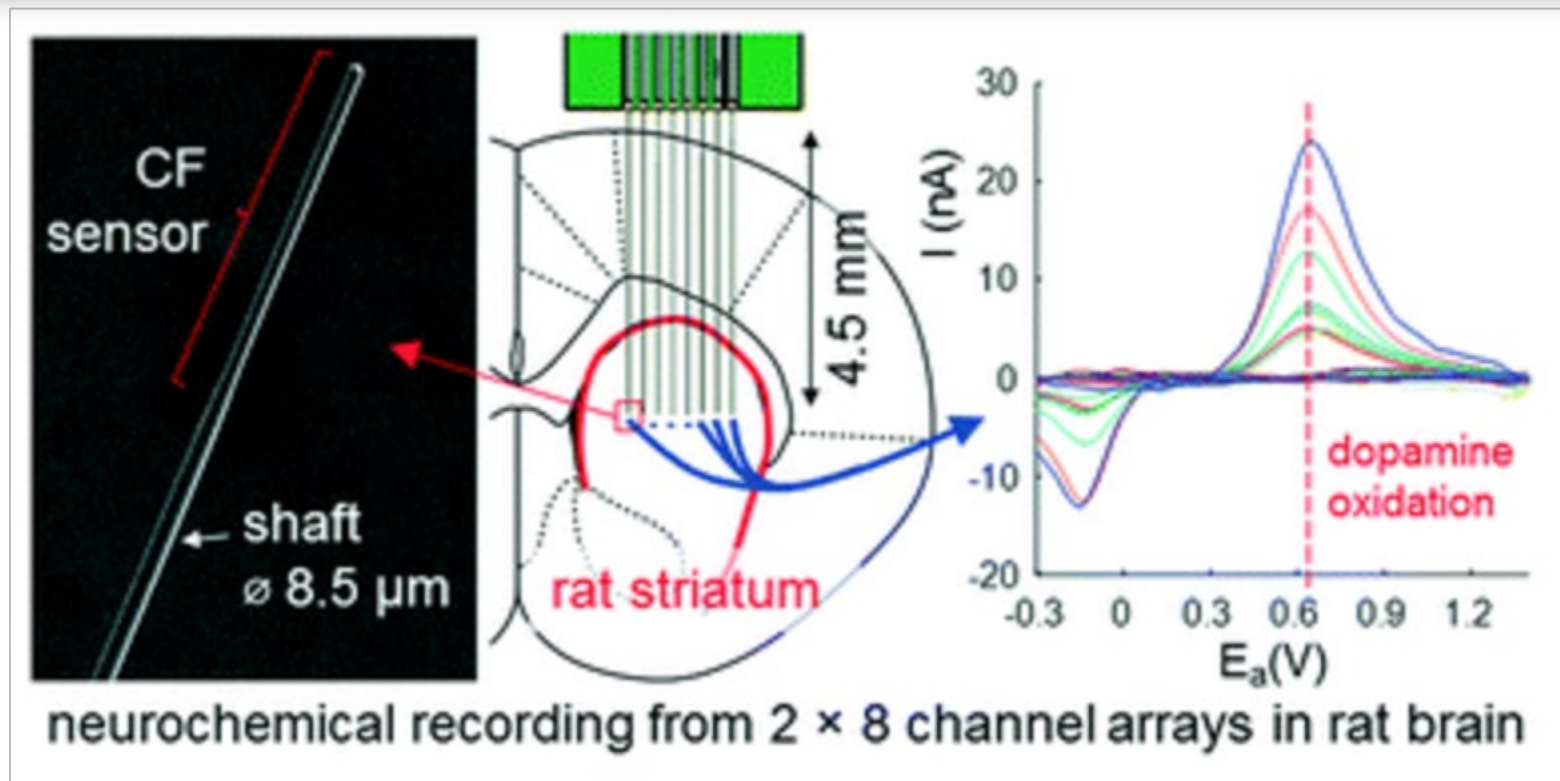 CF
sensor
shaft
ø 8.5 µm
4.5 mm
rat striatum
I (nA)
30
20
10
0
-10
-20
-0.3 0 0.3 0.6 0.9 1.2
Ea(V)
dopamine
oxidation
neurochemical recording from 2 × 8 channel arrays in rat brain